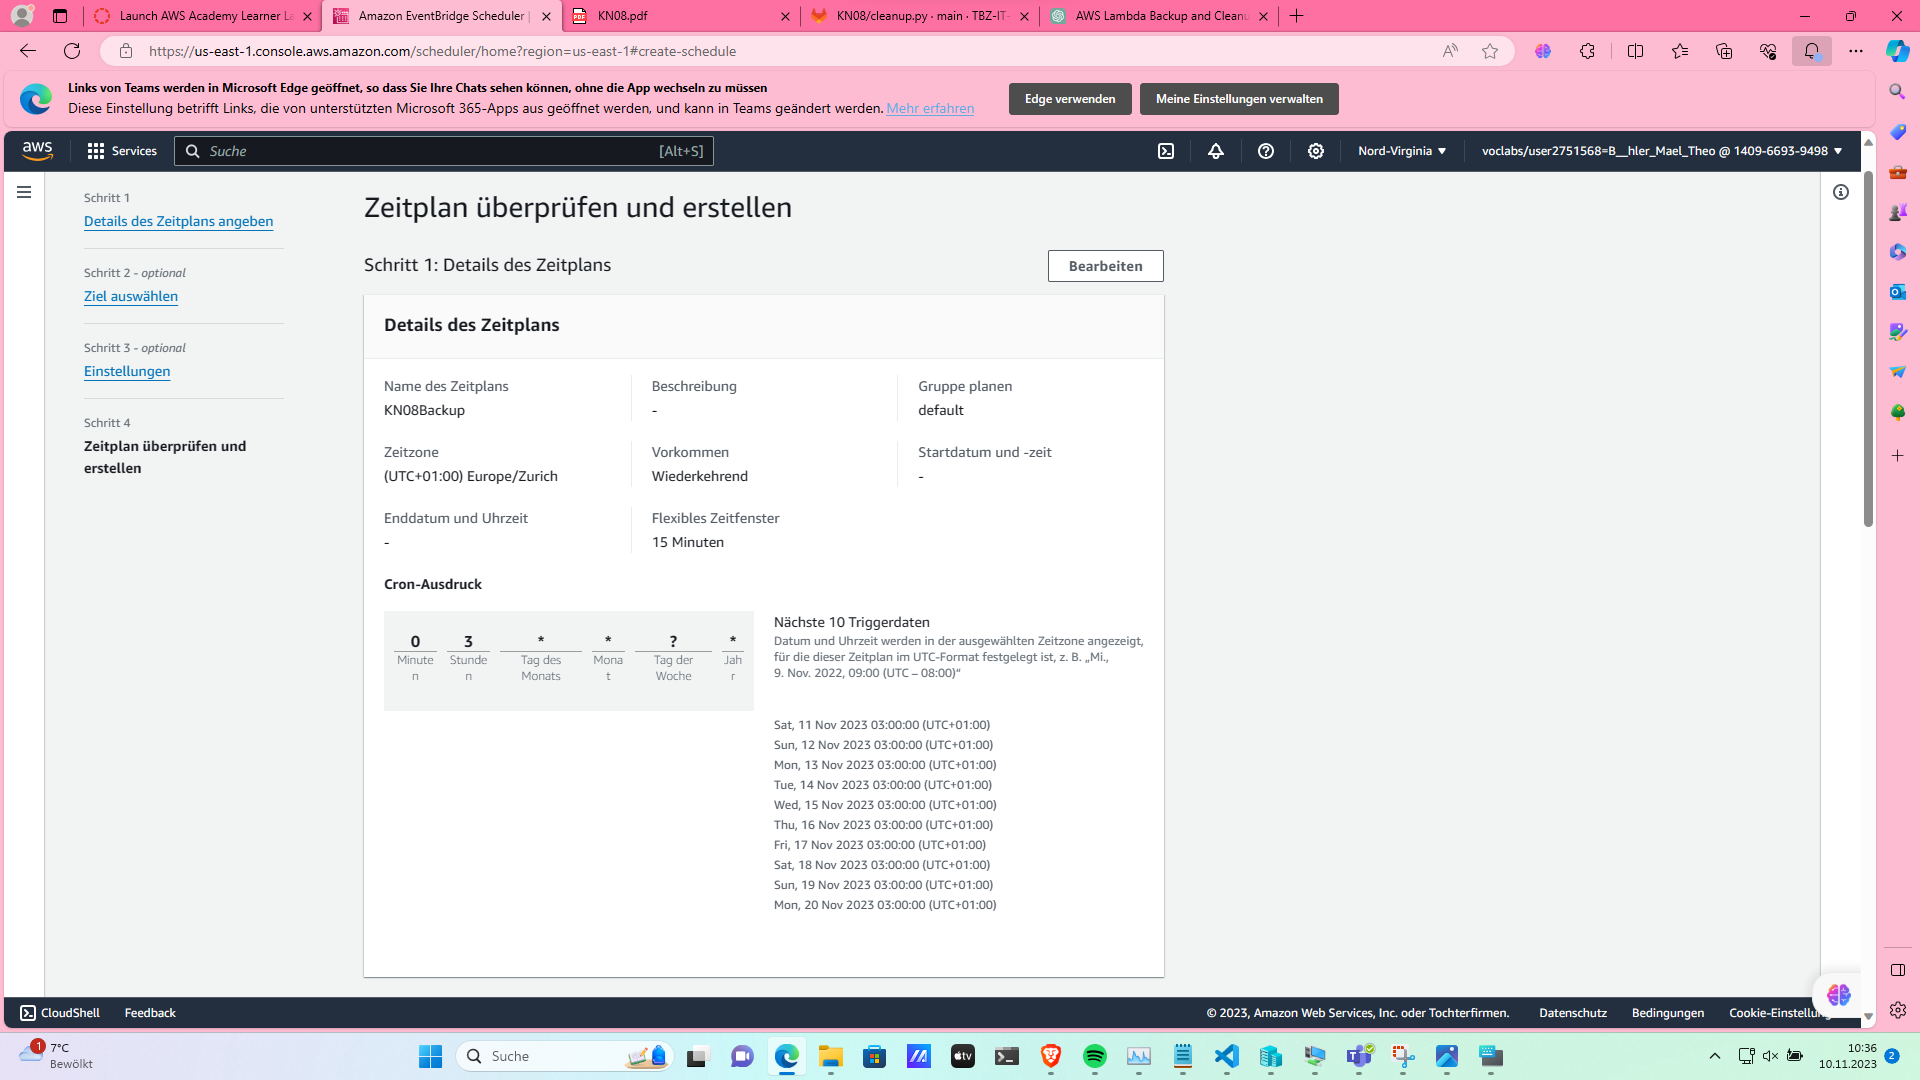 Launch AWS Academy Learner La
Amazon EventBridge Scheduler |
KN08.pdf
KN08/cleanup.py · main · TBZ-IT-
AWS Lambda Backup and Cleanu
https://us-east-1.console.aws.amazon.com/scheduler/home?region=us-east-1#create-schedule
Links von Teams werden in Microsoft Edge geöffnet, so dass Sie Ihre Chats sehen können, ohne die App wechseln zu müssen
Diese Einstellung betrifft Links, die von unterstützten Microsoft 365-Apps aus geöffnet werden, und kann in Teams geändert werden. Mehr erfahren
Edge verwenden
Meine Einstellungen verwalten
aws
Services
Suche
[Alt+S]
Nord-Virginia
voclabs/user2751568=B__hler_Mael_Theo @ 1409-6693-9498
Schritt 1
Details des Zeitplans angeben
Schritt 2 - optional
Ziel auswählen
Schritt 3 - optional
Einstellungen
Schritt 4
Zeitplan überprüfen und
erstellen
Zeitplan überprüfen und erstellen
Schritt 1: Details des Zeitplans
Bearbeiten
Details des Zeitplans
Name des Zeitplans
KN08Backup
Beschreibung
-
Gruppe planen
default
Zeitzone
(UTC+01:00) Europe/Zurich
Vorkommen
Wiederkehrend
Startdatum und -zeit
-
Enddatum und Uhrzeit
-
Flexibles Zeitfenster
15 Minuten
Cron-Ausdruck
0 3 * * ? *
Minute Stunde Tag des Mona Tag der Jah
n n Monats t Woche r
Nächste 10 Triggerdaten
Datum und Uhrzeit werden in der ausgewählten Zeitzone angezeigt,
für die dieser Zeitplan im UTC-Format festgelegt ist, z. B. „Mi.,
9. Nov. 2022, 09:00 (UTC – 08:00)“
Sat, 11 Nov 2023 03:00:00 (UTC+01:00)
Sun, 12 Nov 2023 03:00:00 (UTC+01:00)
Mon, 13 Nov 2023 03:00:00 (UTC+01:00)
Tue, 14 Nov 2023 03:00:00 (UTC+01:00)
Wed, 15 Nov 2023 03:00:00 (UTC+01:00)
Thu, 16 Nov 2023 03:00:00 (UTC+01:00)
Fri, 17 Nov 2023 03:00:00 (UTC+01:00)
Sat, 18 Nov 2023 03:00:00 (UTC+01:00)
Sun, 19 Nov 2023 03:00:00 (UTC+01:00)
Mon, 20 Nov 2023 03:00:00 (UTC+01:00)
CloudShell
Feedback
© 2023, Amazon Web Services, Inc. oder Tochterfirmen.
Datenschutz
Bedingungen
Cookie-Einstellung
1
7°C
Bewölkt
Suche
tv
10:36
10.11.2023
2